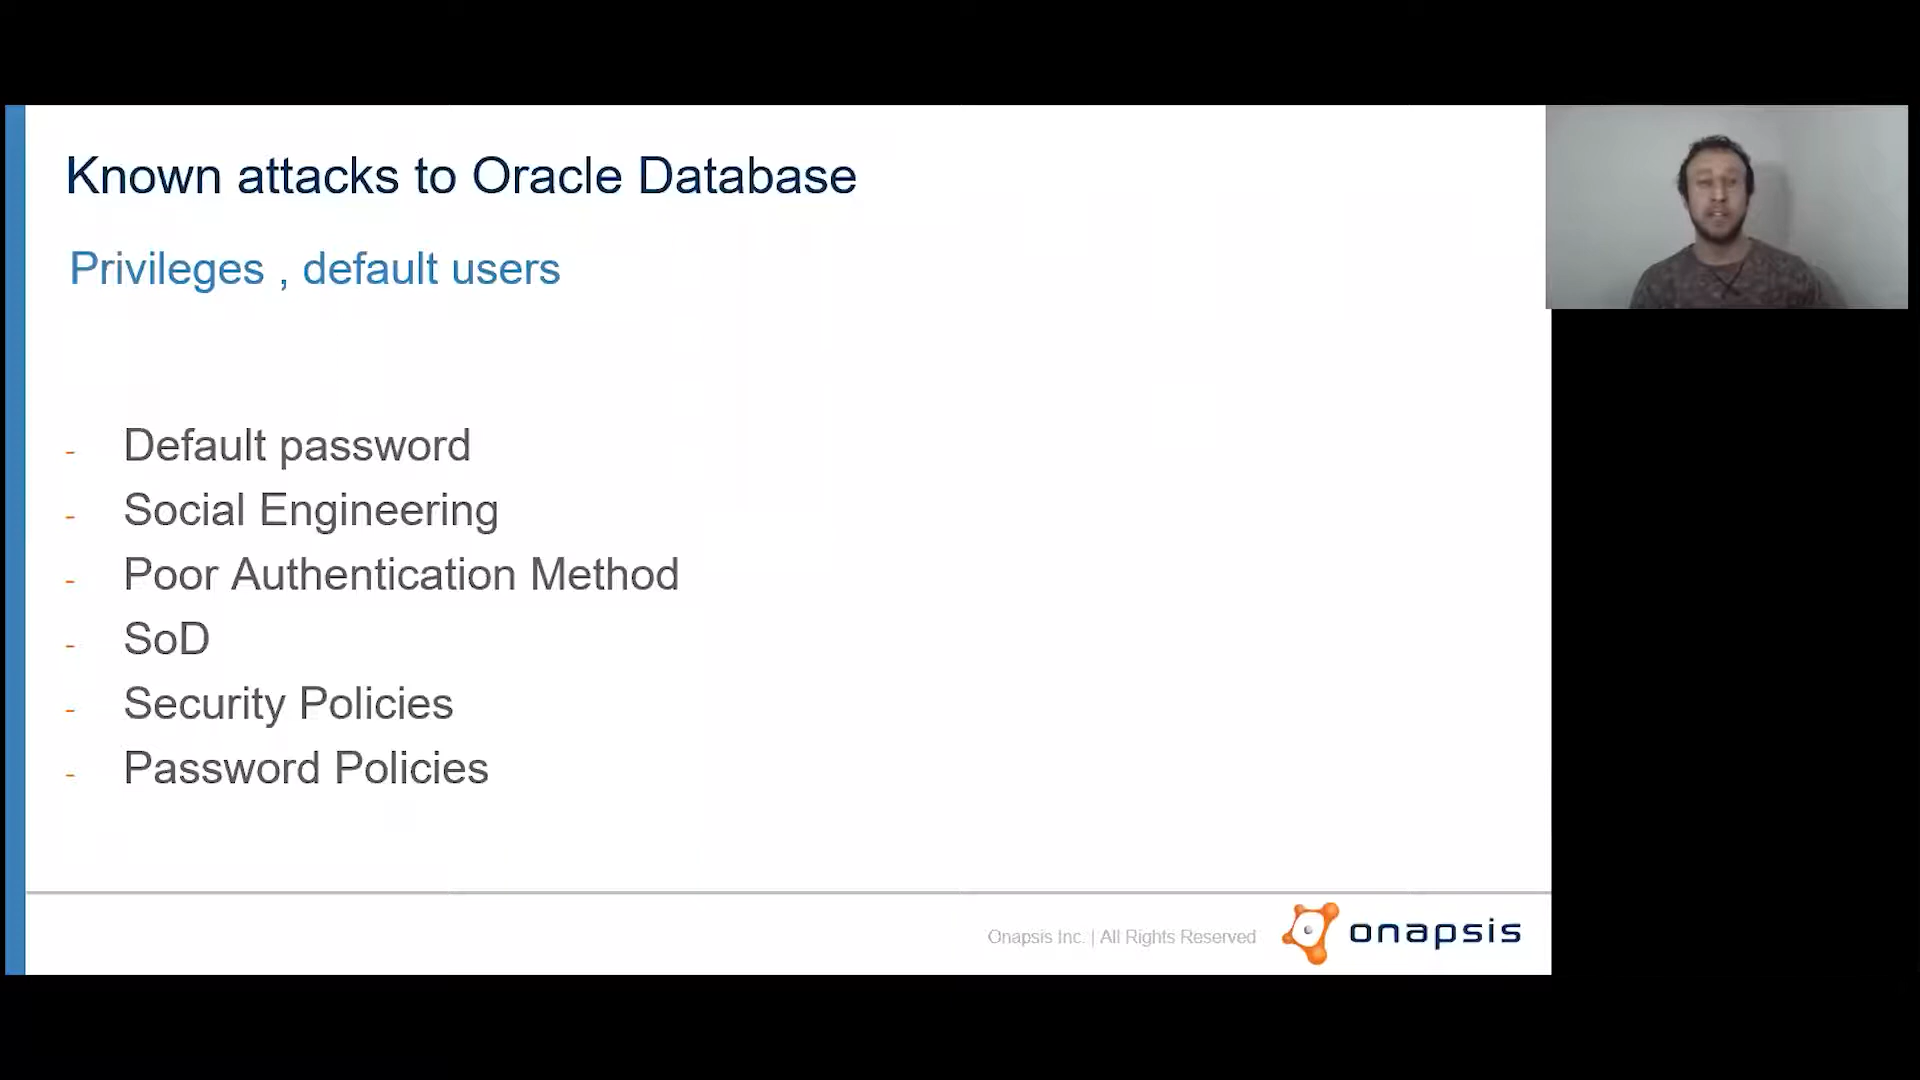 Known attacks to Oracle Database
Privileges , default users
- Default password
- Social Engineering
- Poor Authentication Method
- SoD
- Security Policies
- Password Policies
Onapsis Inc. | All Rights Reserved
onapsis